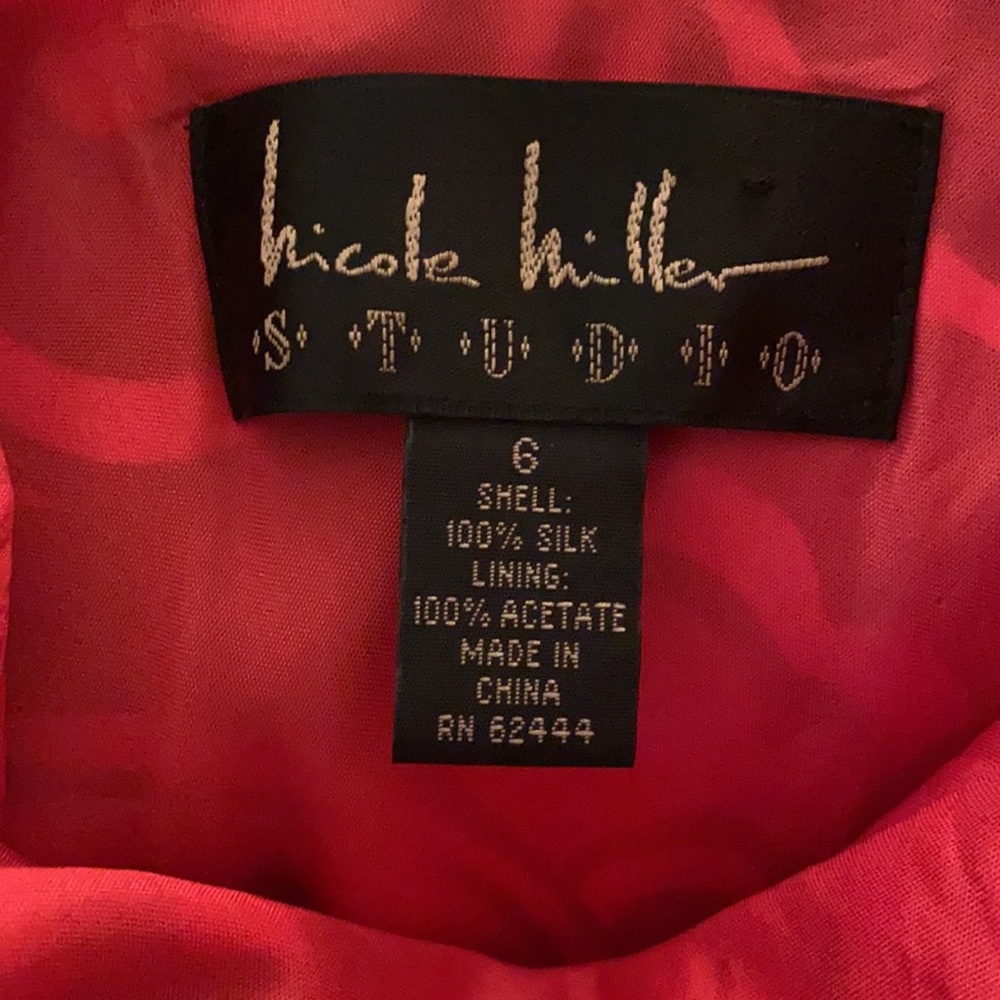 nicole miller
STUDIO
6
SHELL:
100% SILK
LINING:
100% ACETATE
MADE IN
CHINA
RN 62444